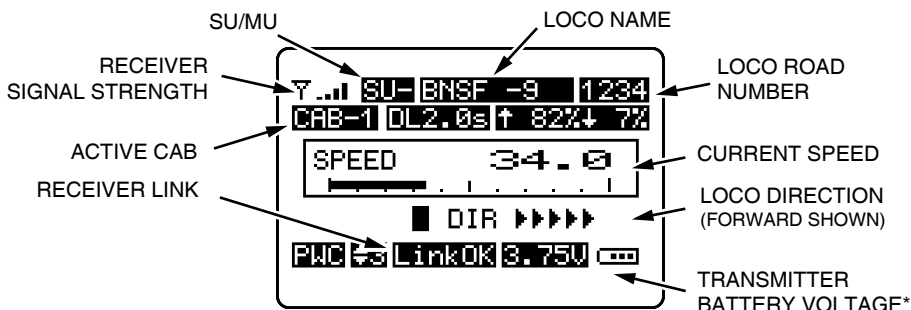 SU/MU
LOCO NAME
RECEIVER
SIGNAL STRENGTH
LOCO ROAD
NUMBER
SU- BNSF -9 1234
CAB-1 DL2.0s ↑ 82%↓ 7%
ACTIVE CAB
SPEED 34.0
CURRENT SPEED
RECEIVER LINK
LOCO DIRECTION
(FORWARD SHOWN)
DIR
PWC LinkOK 3.75V
TRANSMITTER
BATTERY VOLTAGE*